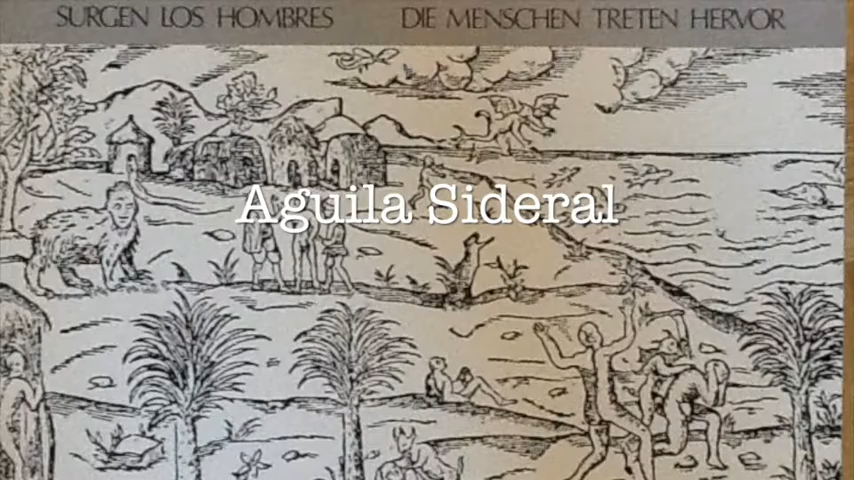 SURGEN LOS HOMBRES DIE MENSCHEN TRETEN HERVOR
Aguila Sideral